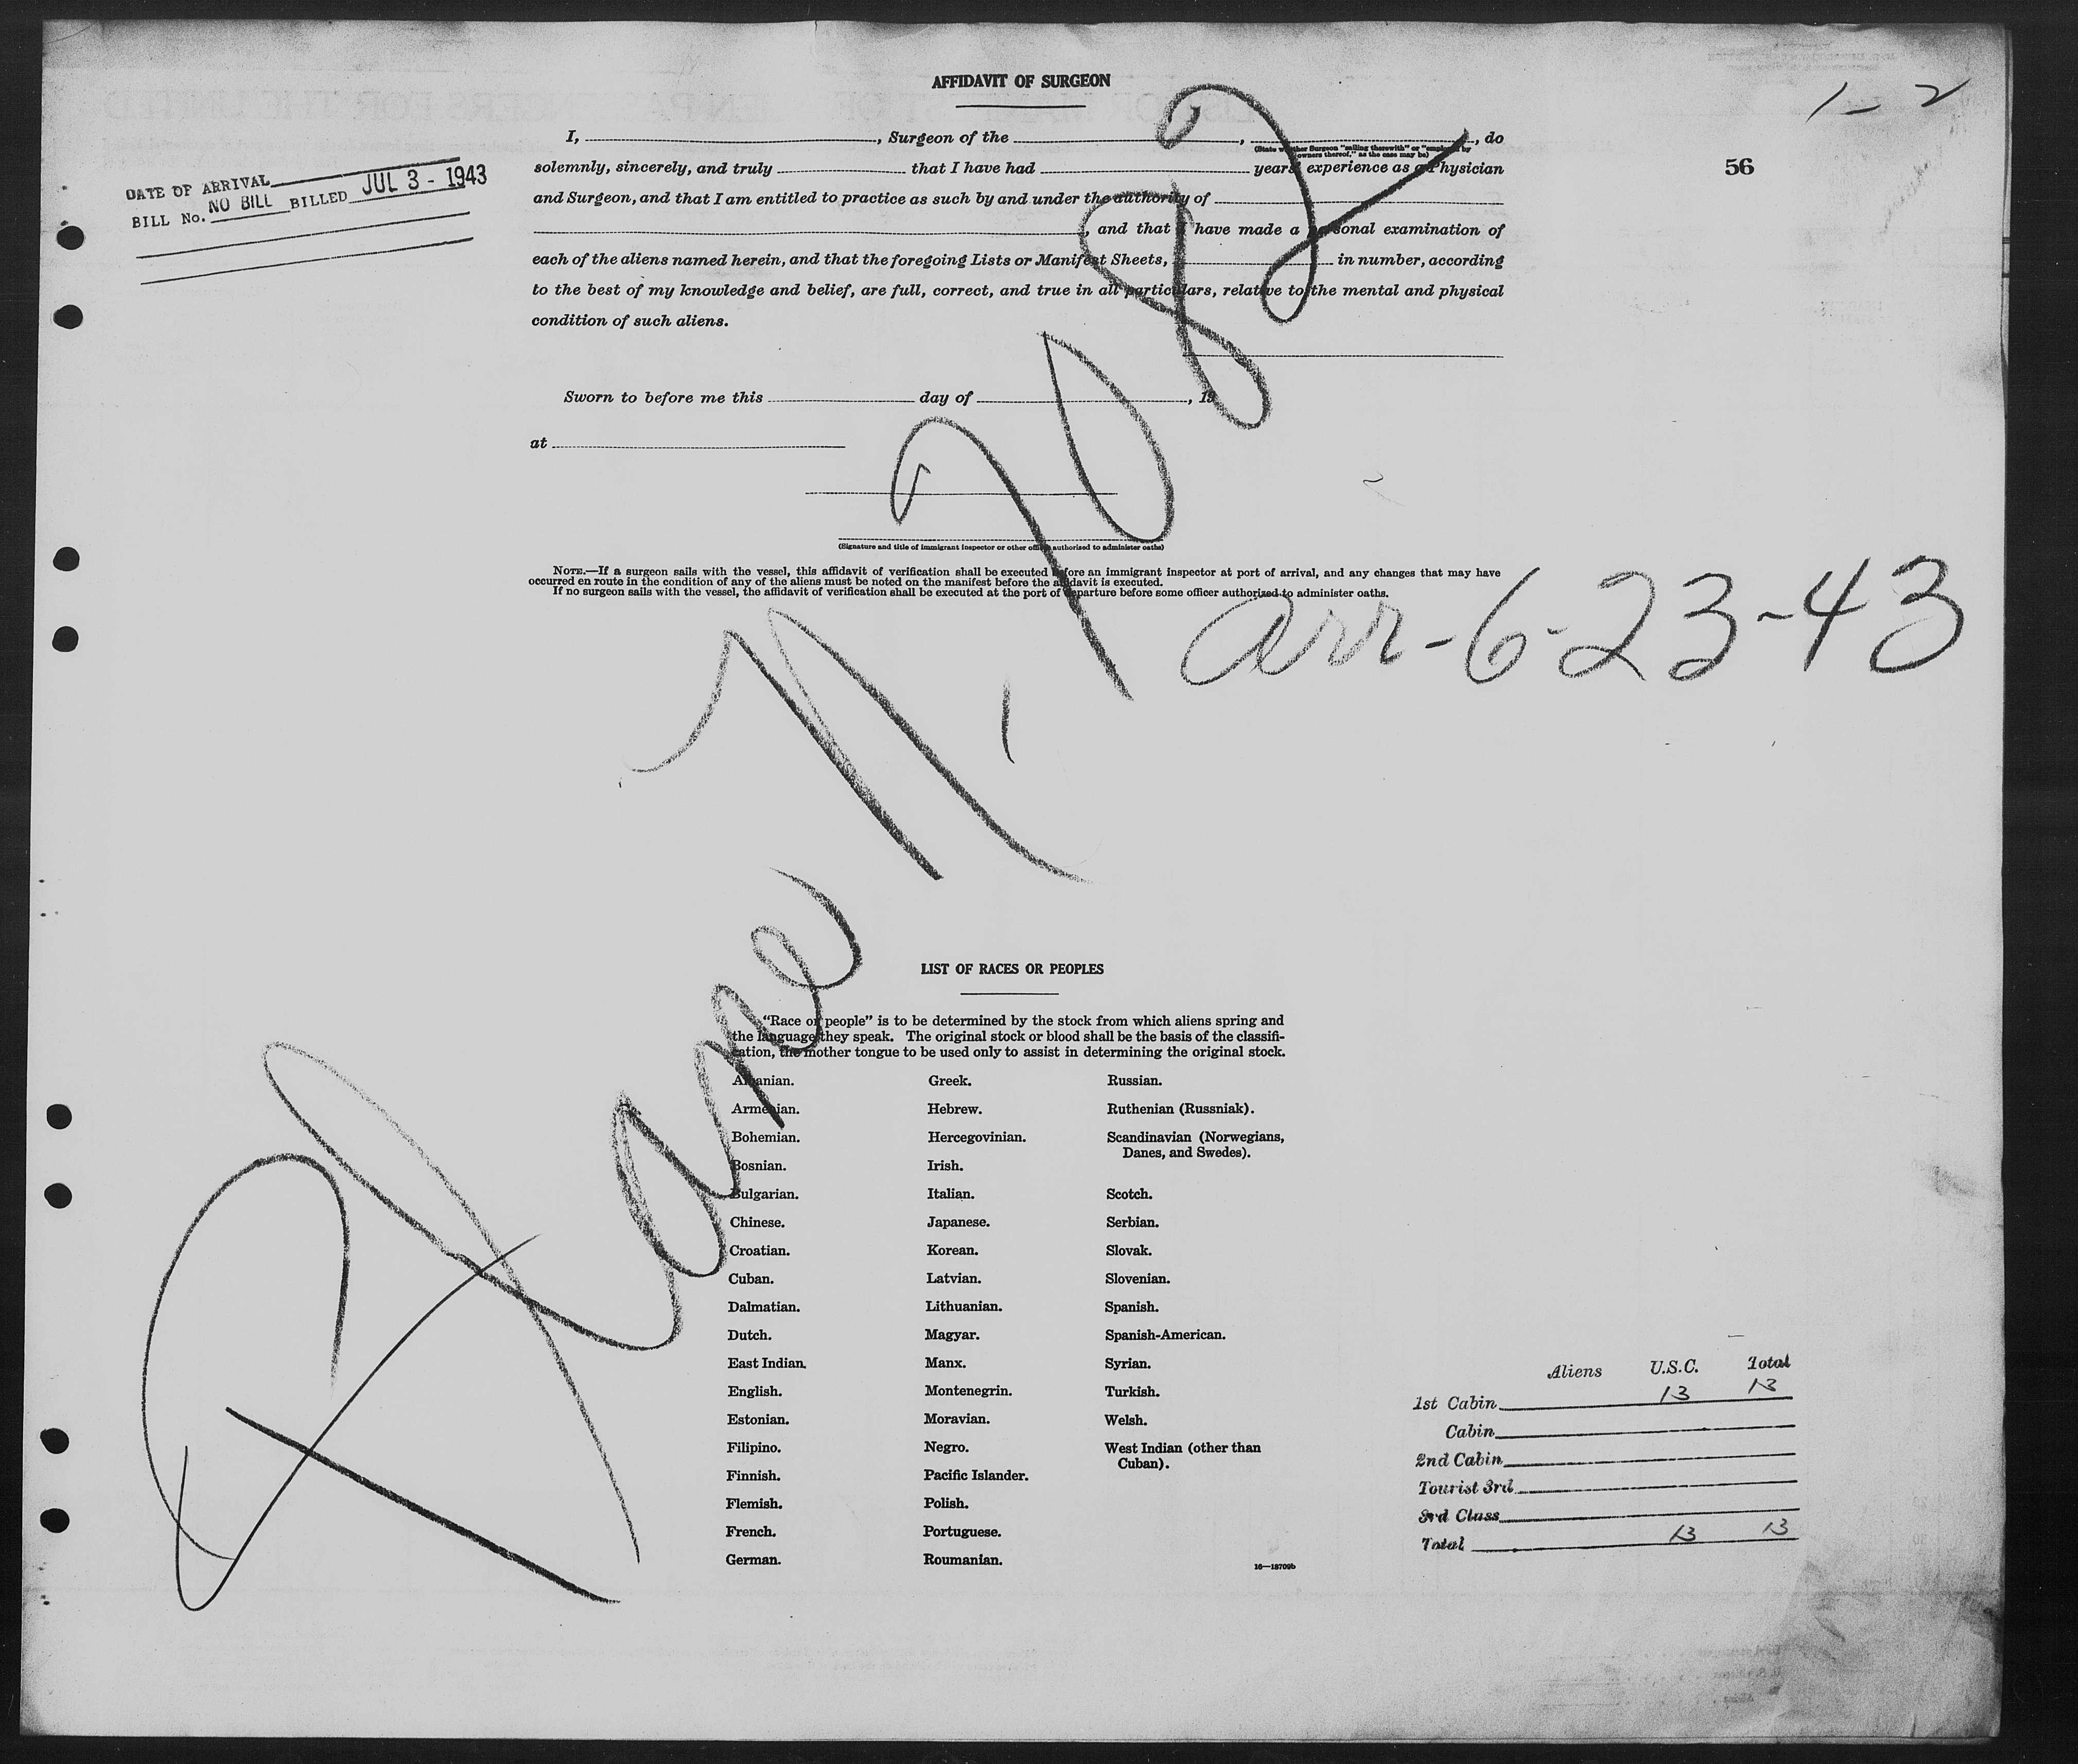 AFFIDAVIT OF SURGEON
1-2
I, , Surgeon of the , , do
(State whether Surgeon "sailing therewith" or "employed by owners thereof," as the case may be)
solemnly, sincerely, and truly that I have had years' experience as a Physician
56
and Surgeon, and that I am entitled to practice as such by and under the authority of
, and that I have made a personal examination of
each of the aliens named herein, and that the foregoing Lists or Manifest Sheets, in number, according
to the best of my knowledge and belief, are full, correct, and true in all particulars, relative to the mental and physical
condition of such aliens.
DATE OF ARRIVAL
BILL No. NO BILL BILLED JUL 3 - 1943
Sworn to before me this day of , 19
at
(Signature and title of immigrant inspector or other officer authorized to administer oaths)
NOTE.—If a surgeon sails with the vessel, this affidavit of verification shall be executed before an immigrant inspector at port of arrival, and any changes that may have
occurred en route in the condition of any of the aliens must be noted on the manifest before the affidavit is executed.
If no surgeon sails with the vessel, the affidavit of verification shall be executed at the port of departure before some officer authorized to administer oaths.
Plane
arr-6-23-43
LIST OF RACES OR PEOPLES
"Race or people" is to be determined by the stock from which aliens spring and
the language they speak. The original stock or blood shall be the basis of the classifi-
cation, the mother tongue to be used only to assist in determining the original stock.
Albanian.
Armenian.
Bohemian.
Bosnian.
Bulgarian.
Chinese.
Croatian.
Cuban.
Dalmatian.
Dutch.
East Indian.
English.
Estonian.
Filipino.
Finnish.
Flemish.
French.
German.
Greek.
Hebrew.
Hercegovinian.
Irish.
Italian.
Japanese.
Korean.
Latvian.
Lithuanian.
Magyar.
Manx.
Montenegrin.
Moravian.
Negro.
Pacific Islander.
Polish.
Portuguese.
Roumanian.
Russian.
Ruthenian (Russniak).
Scandinavian (Norwegians,
Danes, and Swedes).
Scotch.
Serbian.
Slovak.
Slovenian.
Spanish.
Spanish-American.
Syrian.
Turkish.
Welsh.
West Indian (other than
Cuban).
16—18709b
Aliens U.S.C. Total
1st Cabin 13 13
Cabin
2nd Cabin
Tourist 3rd
3rd Class
Total 13 13